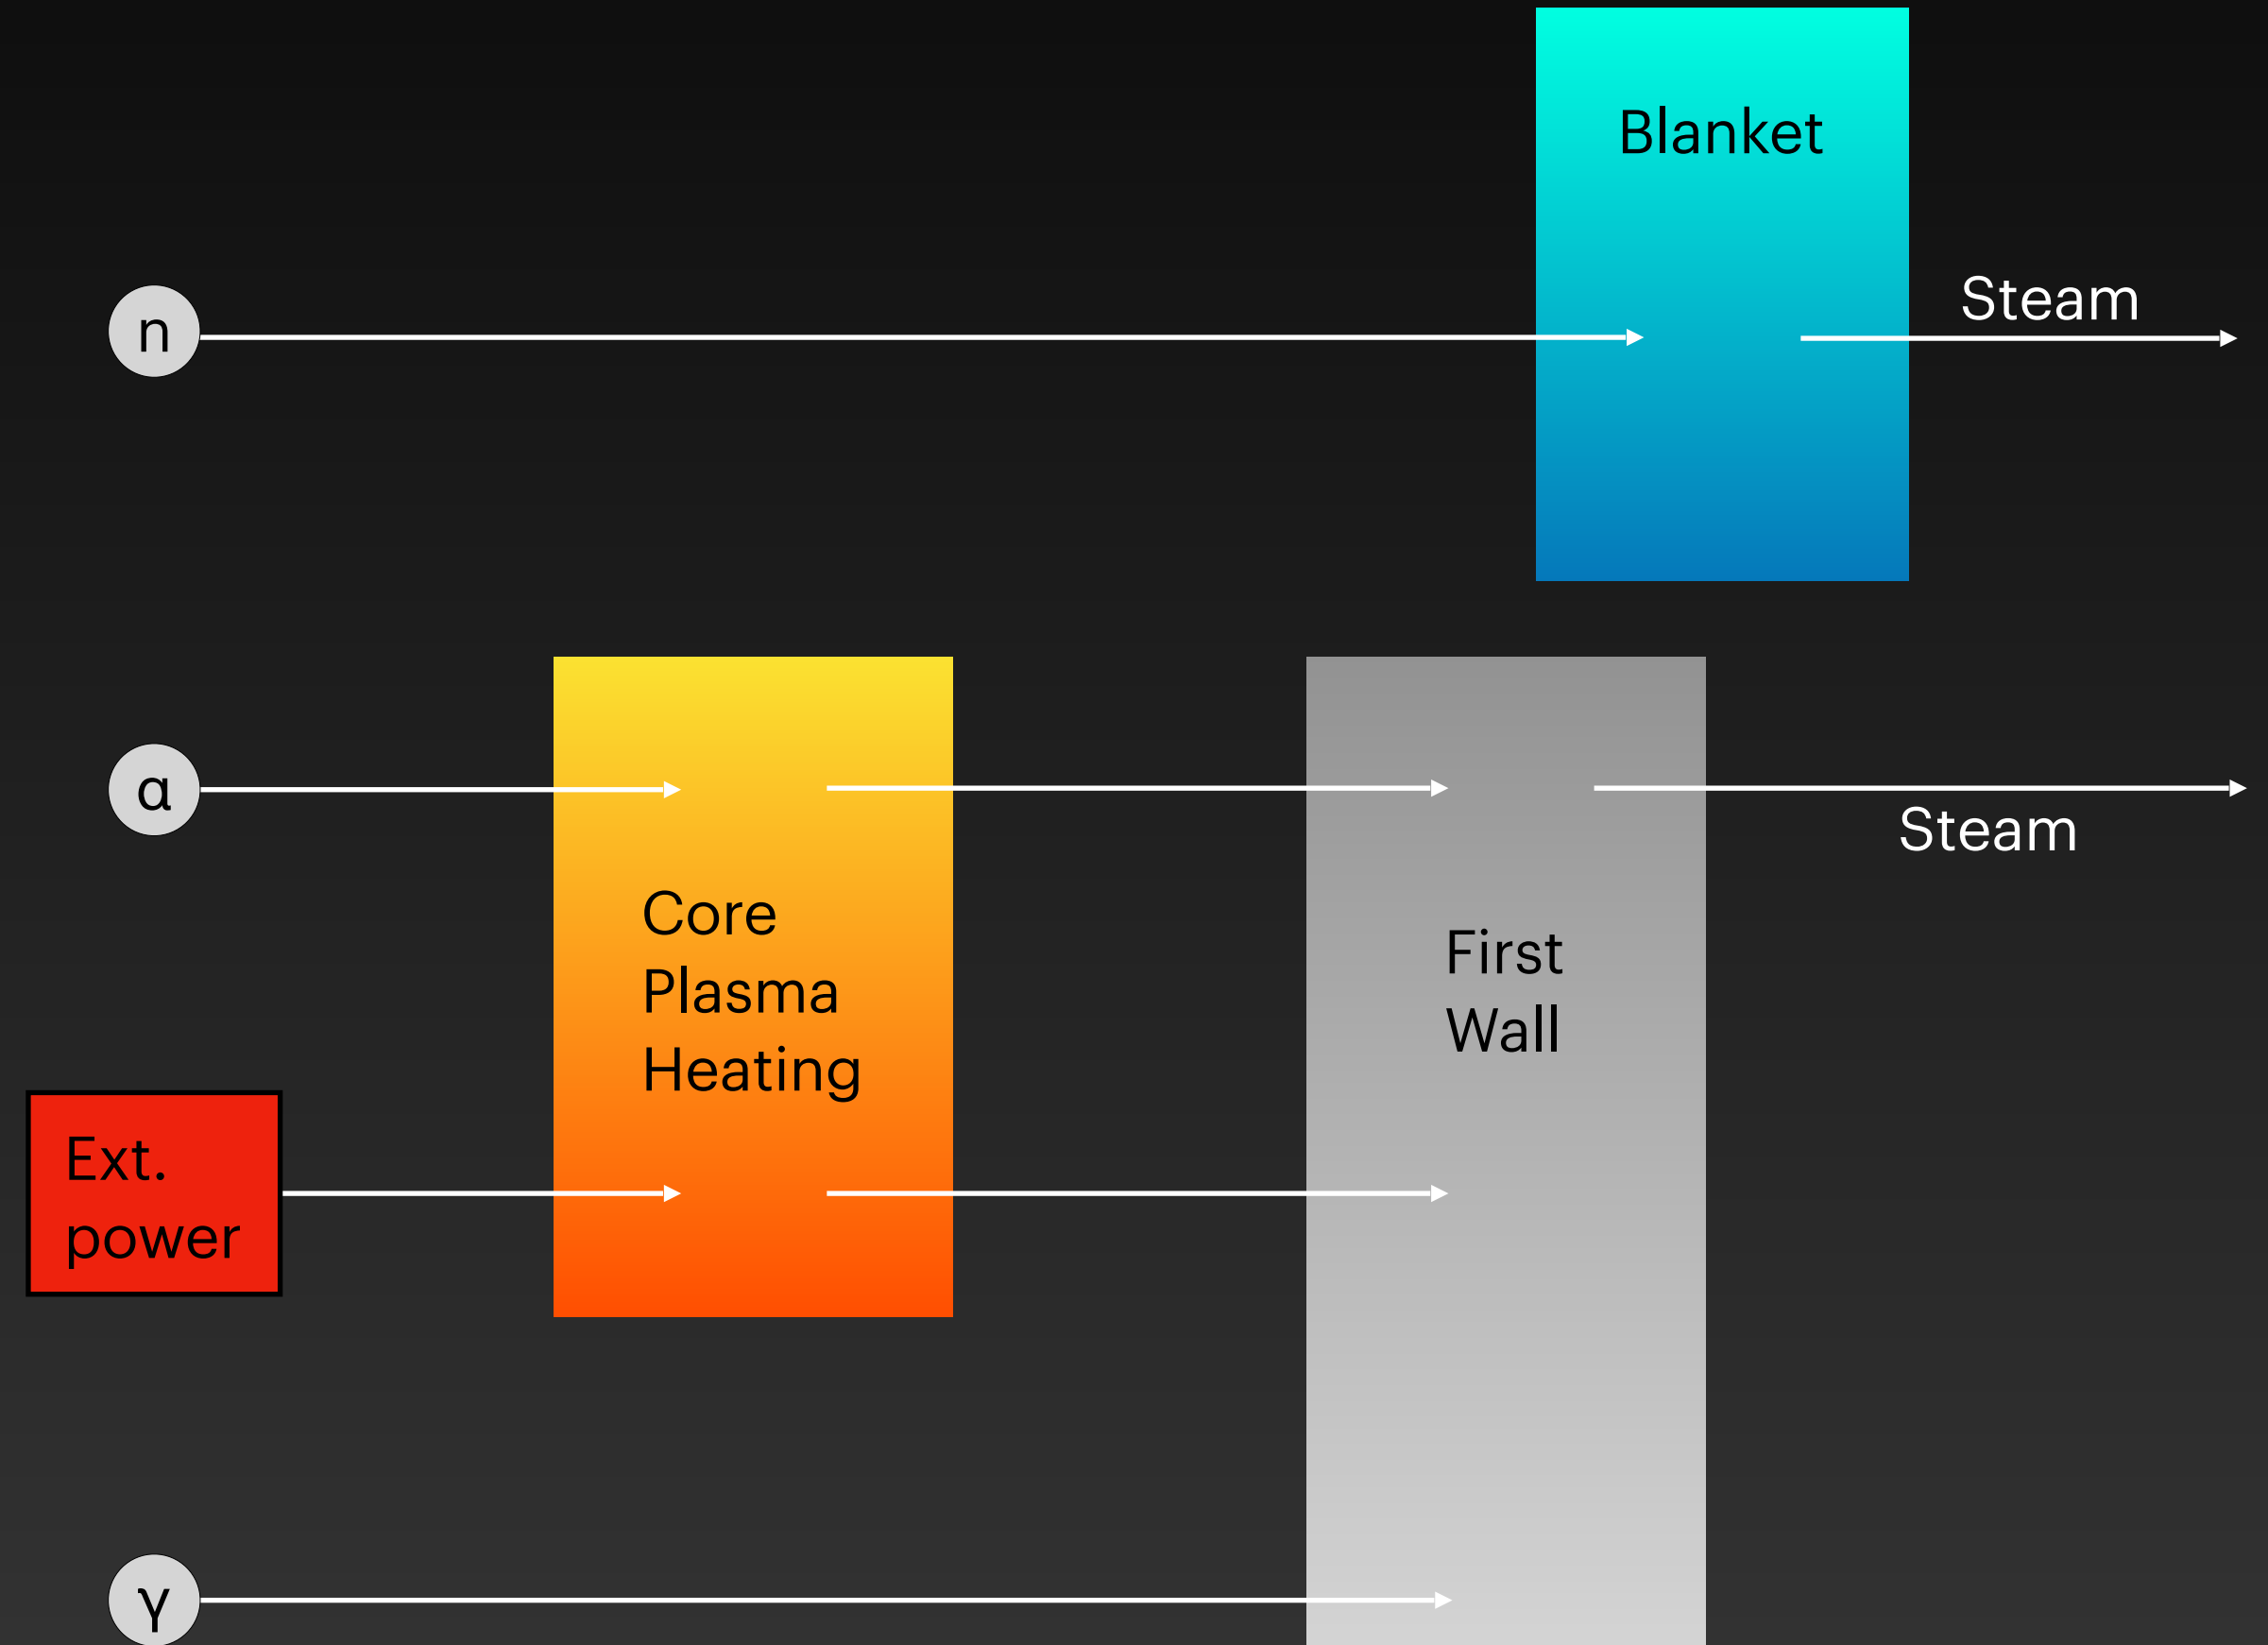 Blanket
n
Steam
α
Steam
Core
Plasma
Heating
First
Wall
Ext.
power
γ